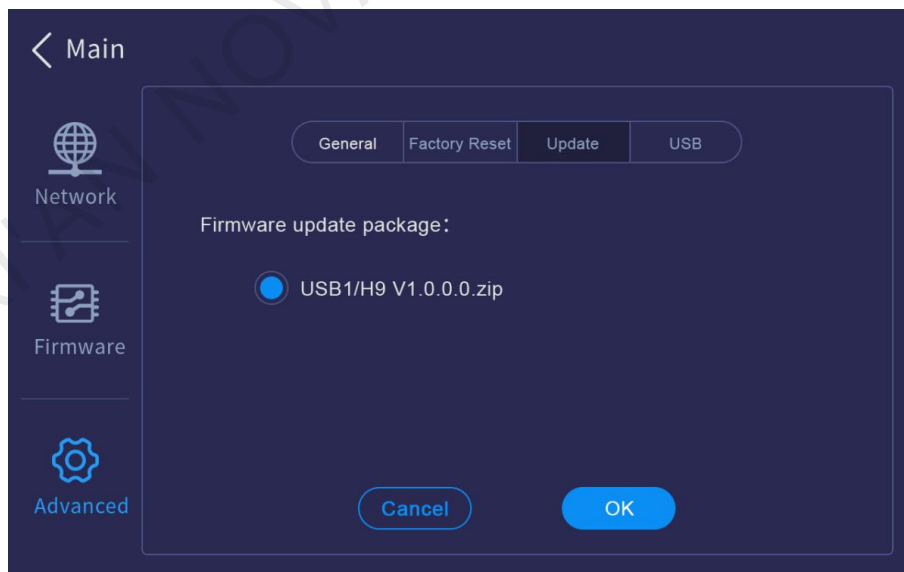 Main
General Factory Reset Update USB
Network
Firmware update package:
USB1/H9 V1.0.0.0.zip
Firmware
Advanced
Cancel OK